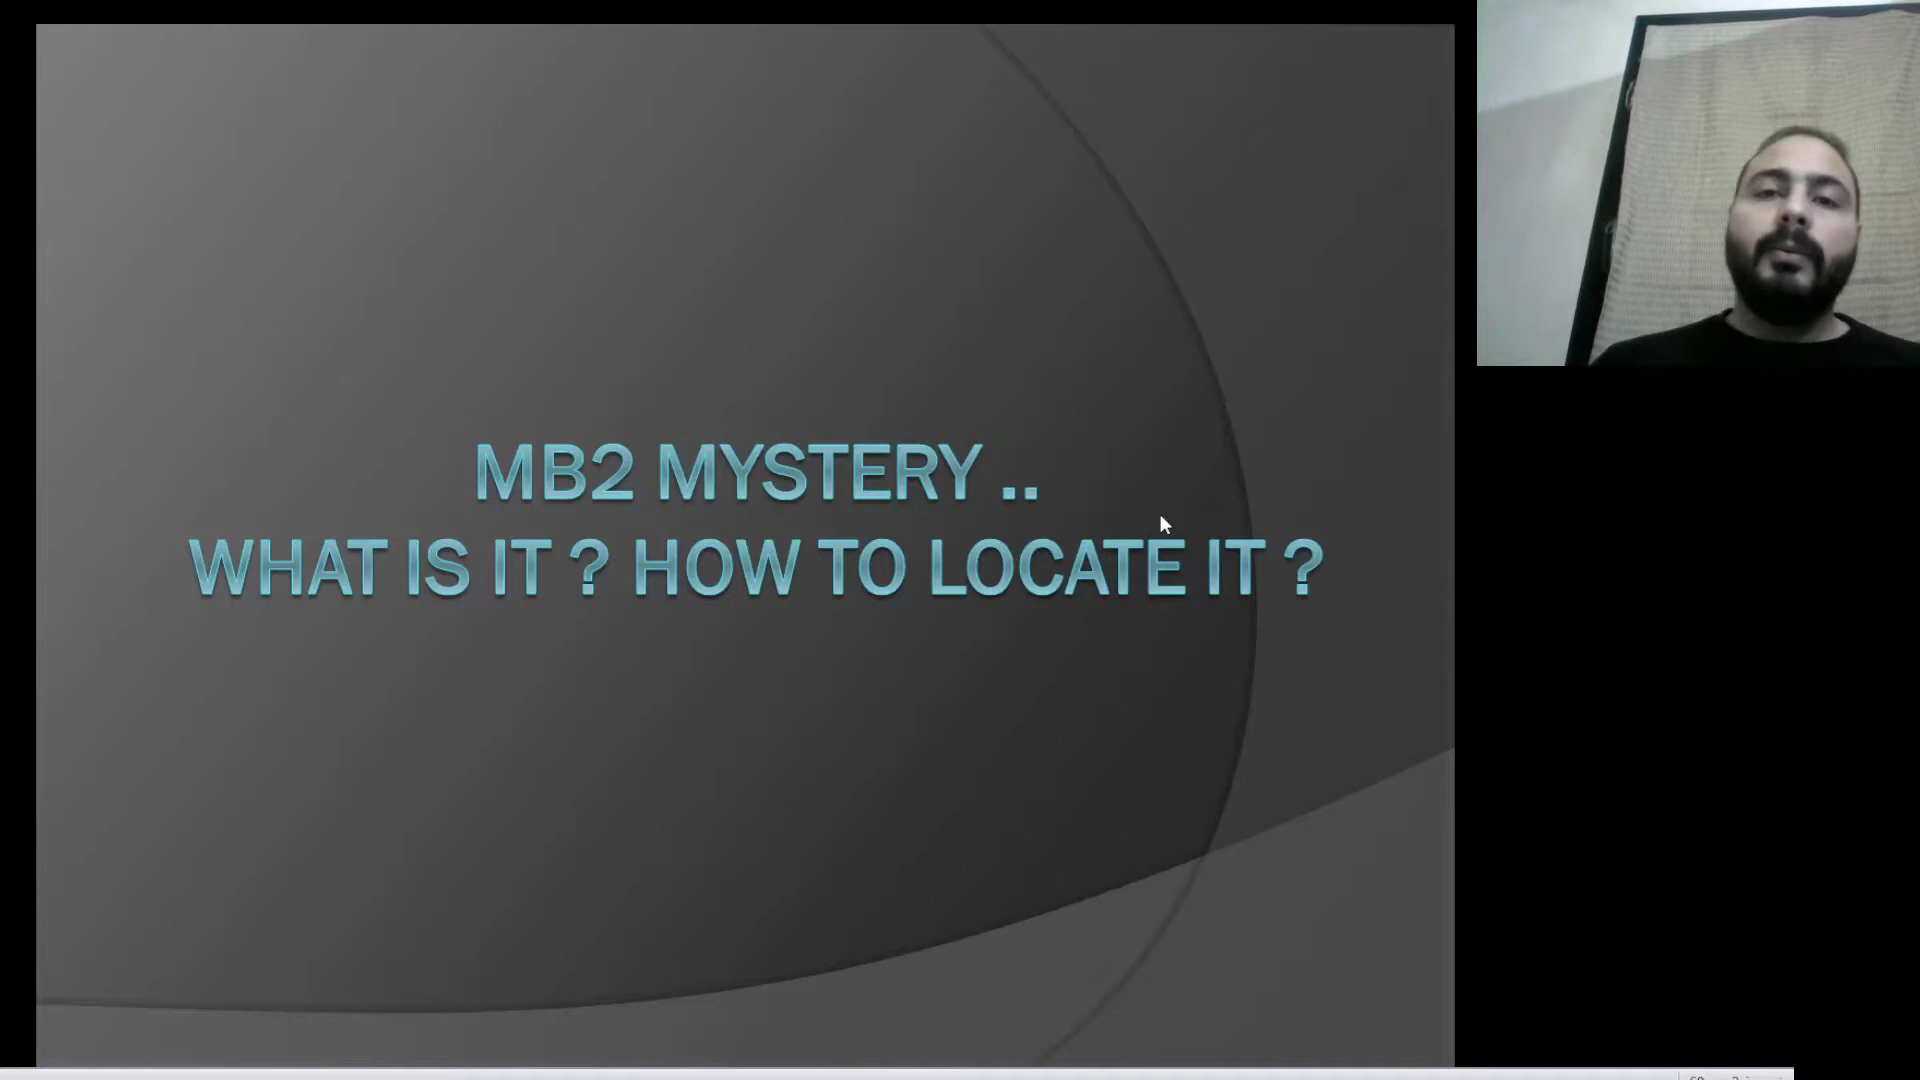 MB2 MYSTERY ..
WHAT IS IT ? HOW TO LOCATE IT ?